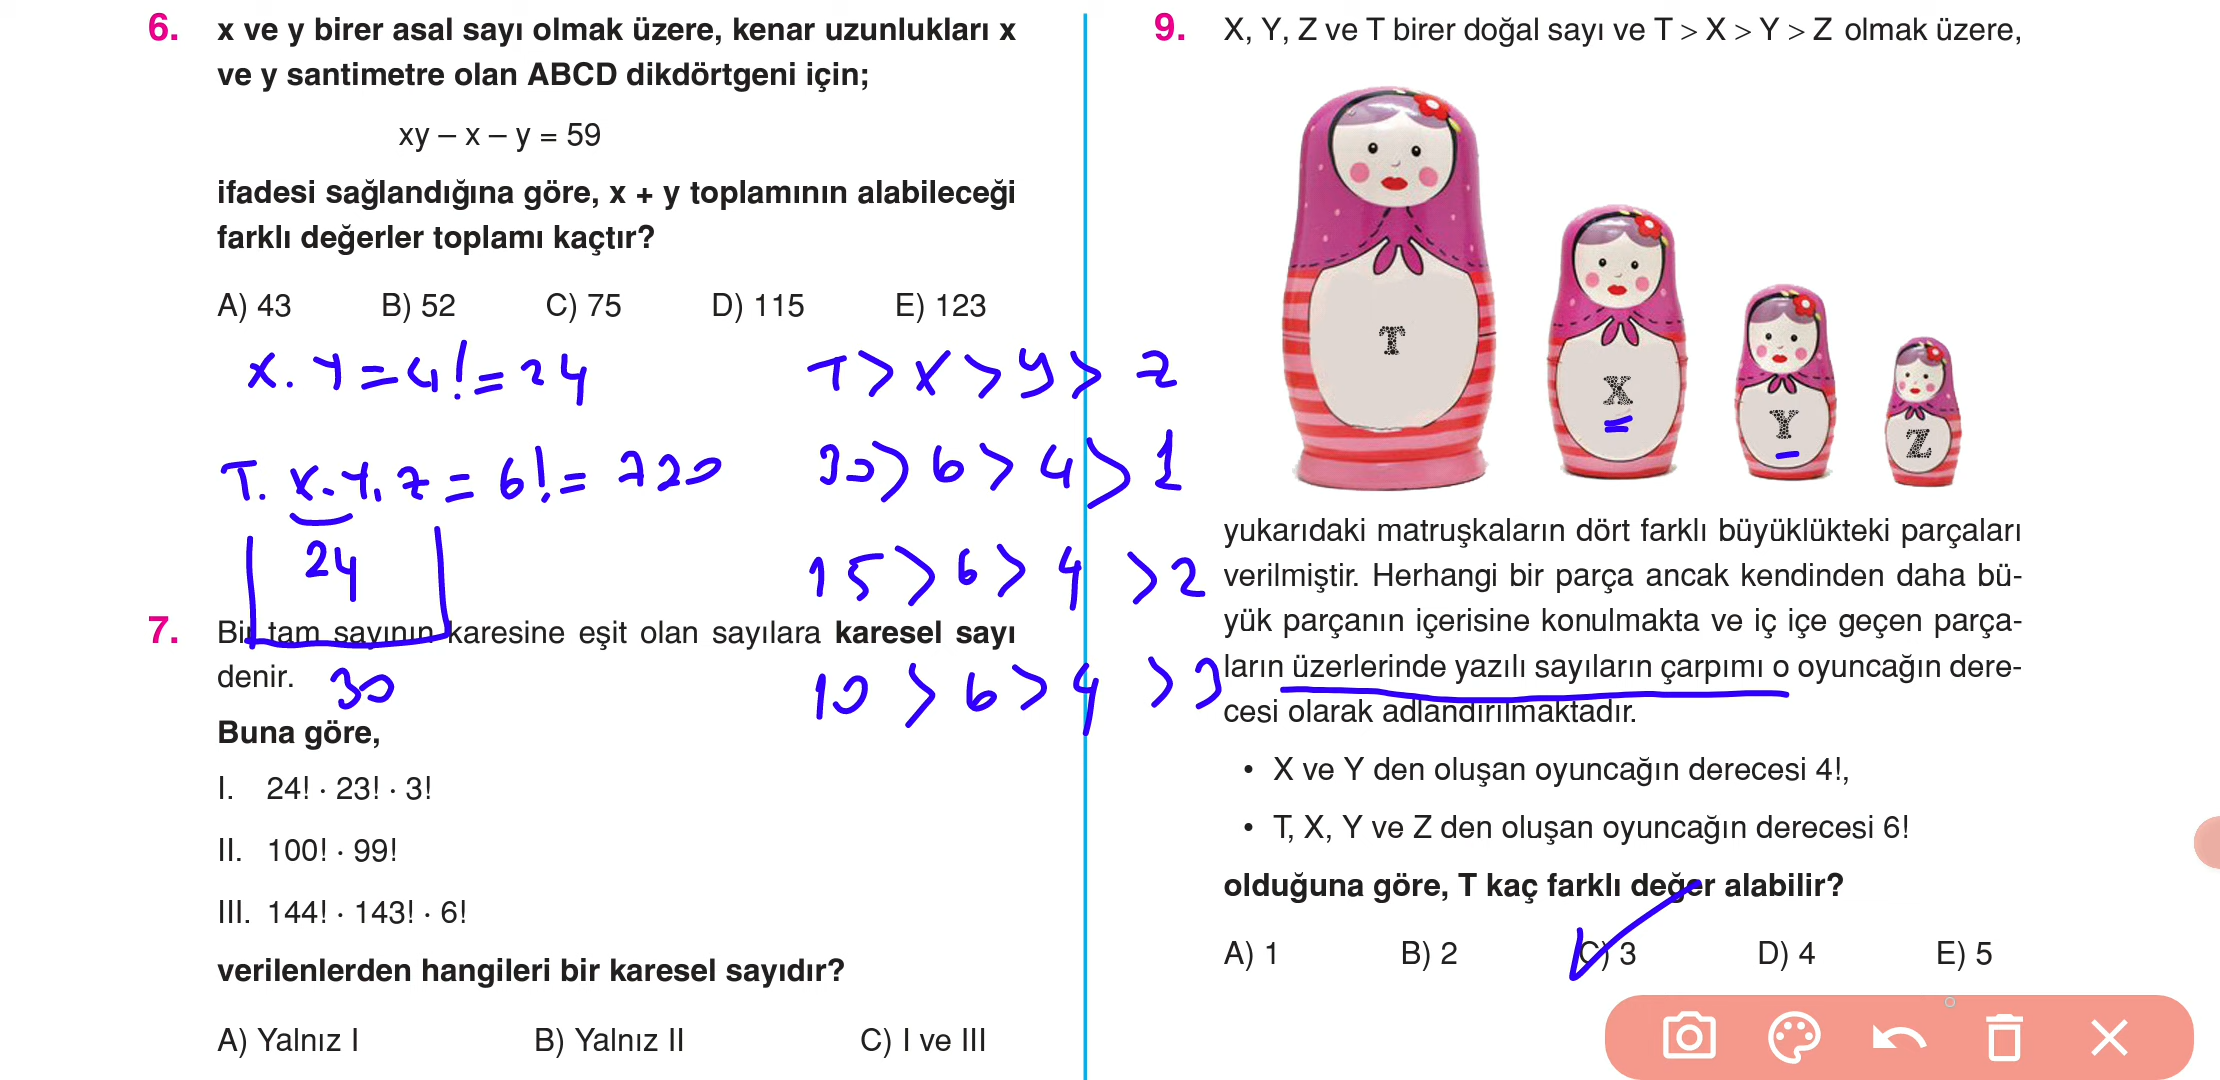 6. x ve y birer asal sayı olmak üzere, kenar uzunlukları x
ve y santimetre olan ABCD dikdörtgeni için;
xy – x – y = 59
ifadesi sağlandığına göre, x + y toplamının alabileceği
farklı değerler toplamı kaçtır?
A) 43 B) 52 C) 75 D) 115 E) 123
x. y = 4! = 24
T. x. y. z = 6! = 720
24
30
T > x > y > z
30 > 6 > 4 > 1
15 > 6 > 4 > 2
10 > 6 > 4 > 3
7. Bir tam sayının karesine eşit olan sayılara karesel sayı
denir.
Buna göre,
I. 24! · 23! · 3!
II. 100! · 99!
III. 144! · 143! · 6!
verilenlerden hangileri bir karesel sayıdır?
A) Yalnız I B) Yalnız II C) I ve III
9. X, Y, Z ve T birer doğal sayı ve T > X > Y > Z olmak üzere,
T X Y Z
yukarıdaki matruşkaların dört farklı büyüklükteki parçaları
verilmiştir. Herhangi bir parça ancak kendinden daha bü-
yük parçanın içerisine konulmakta ve iç içe geçen parça-
ların üzerlerinde yazılı sayıların çarpımı o oyuncağın dere-
cesi olarak adlandırılmaktadır.
• X ve Y den oluşan oyuncağın derecesi 4!,
• T, X, Y ve Z den oluşan oyuncağın derecesi 6!
olduğuna göre, T kaç farklı değer alabilir?
A) 1 B) 2 C) 3 D) 4 E) 5